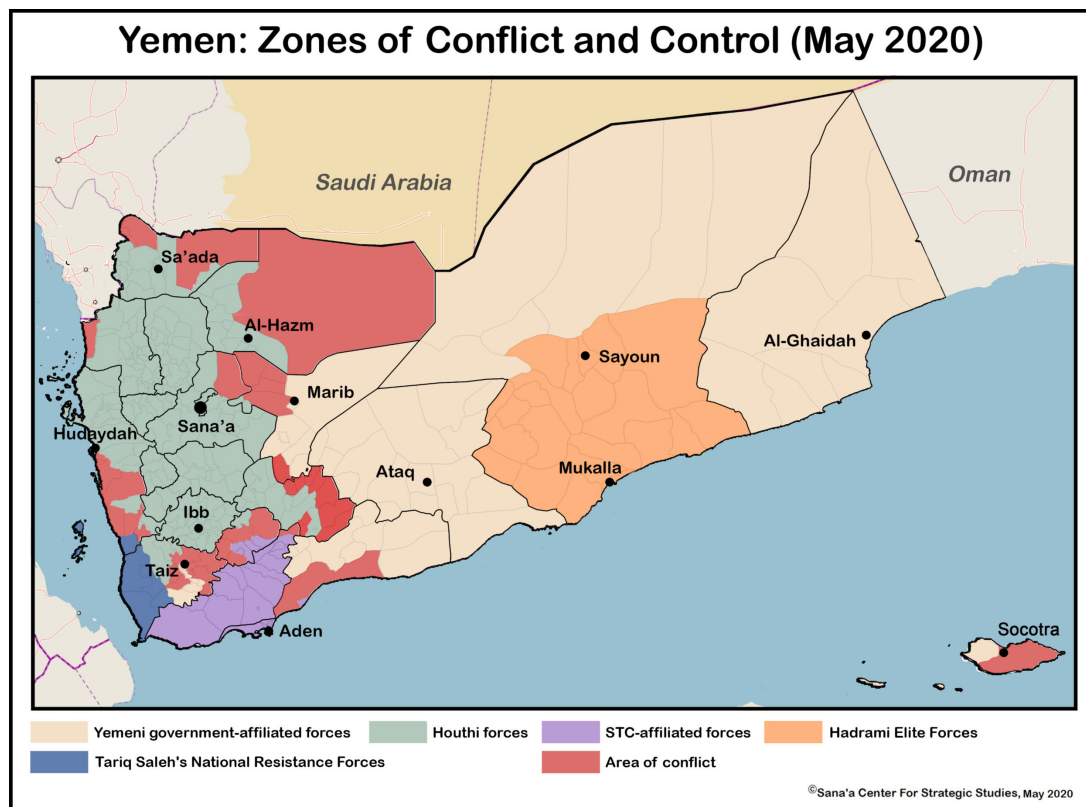 Yemen: Zones of Conflict and Control (May 2020)
Saudi Arabia
Oman
Sa'ada
Al-Hazm
Sayoun
Al-Ghaidah
Marib
Sana'a
Hudaydah
Ataq
Mukalla
Ibb
Taiz
Aden
Socotra
Yemeni government-affiliated forces
Houthi forces
STC-affiliated forces
Hadrami Elite Forces
Tariq Saleh's National Resistance Forces
Area of conflict
©Sana'a Center For Strategic Studies, May 2020